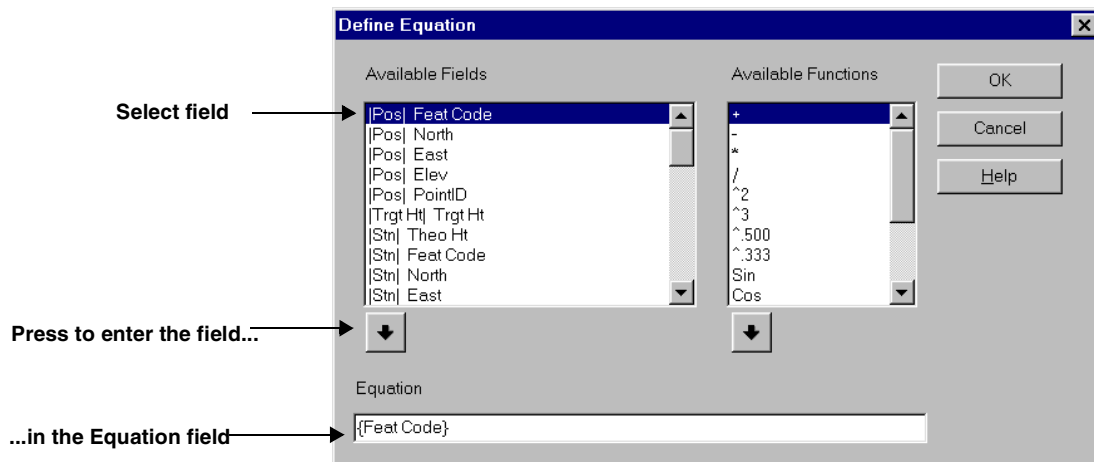 Define Equation
Available Fields
Available Functions
OK
Cancel
Help
Select field
|Pos| Feat Code
|Pos| North
|Pos| East
|Pos| Elev
|Pos| PointID
|Trgt Ht| Trgt Ht
|Stn| Theo Ht
|Stn| Feat Code
|Stn| North
|Stn| East
+
-
*
/
^2
^3
^.500
^.333
Sin
Cos
Press to enter the field...
Equation
...in the Equation field
{Feat Code}